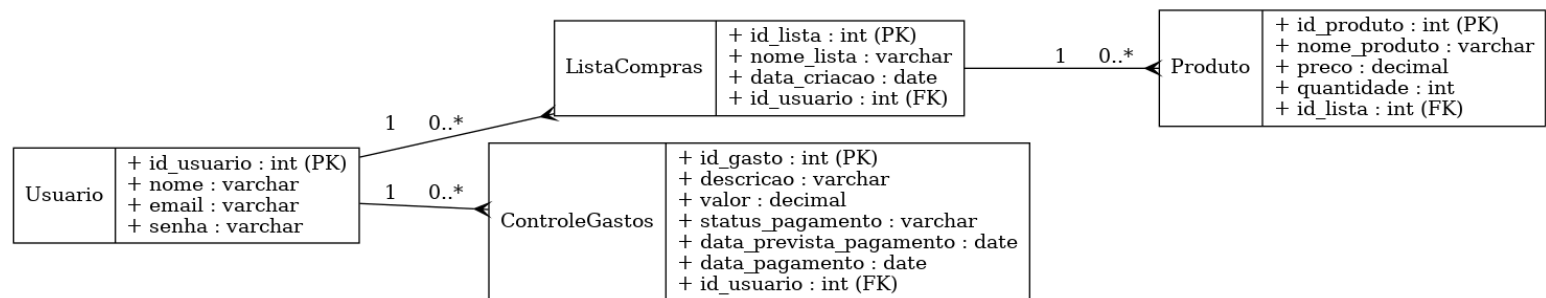 Usuario
+ id_usuario : int (PK)
+ nome : varchar
+ email : varchar
+ senha : varchar
1 0..*
1 0..*
ListaCompras
+ id_lista : int (PK)
+ nome_lista : varchar
+ data_criacao : date
+ id_usuario : int (FK)
1 0..*
Produto
+ id_produto : int (PK)
+ nome_produto : varchar
+ preco : decimal
+ quantidade : int
+ id_lista : int (FK)
ControleGastos
+ id_gasto : int (PK)
+ descricao : varchar
+ valor : decimal
+ status_pagamento : varchar
+ data_prevista_pagamento : date
+ data_pagamento : date
+ id_usuario : int (FK)